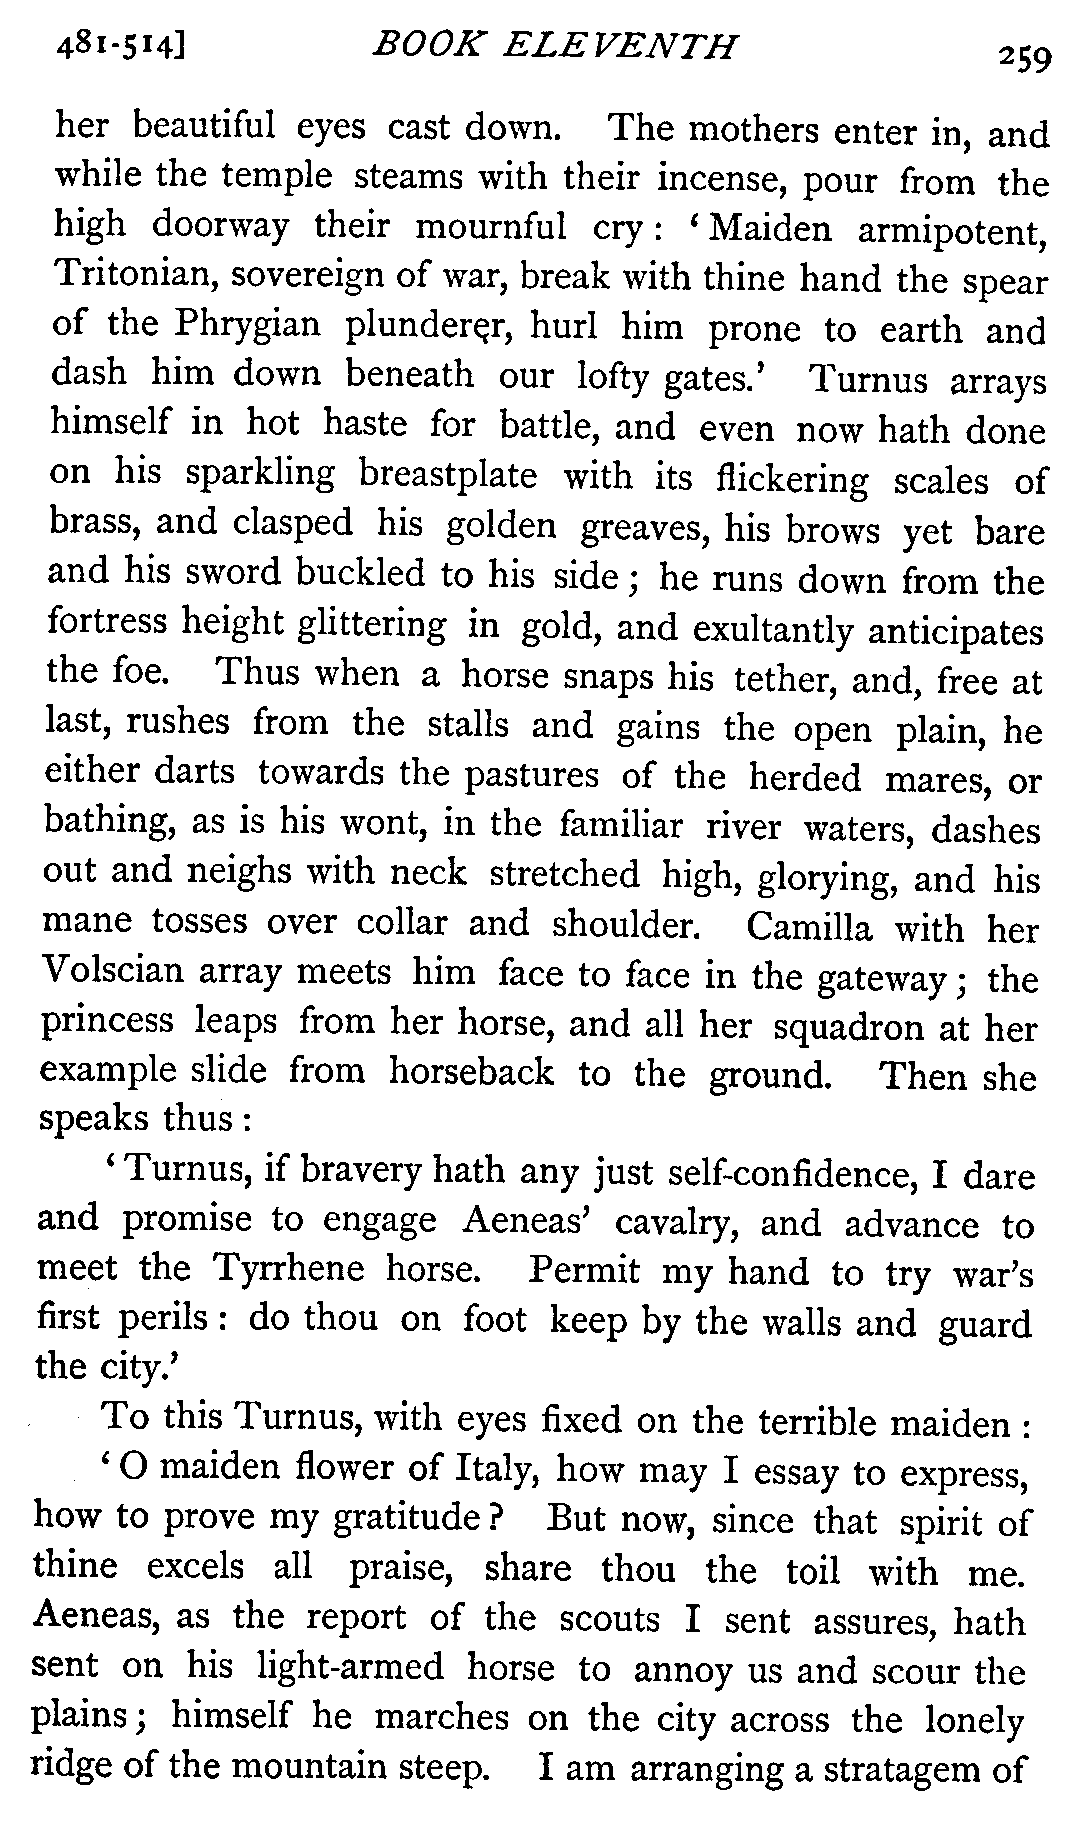 481-514] BOOK ELEVENTH 259
her beautiful eyes cast down. The mothers enter in, and
while the temple steams with their incense, pour from the
high doorway their mournful cry : ‘ Maiden armipotent,
Tritonian, sovereign of war, break with thine hand the spear
of the Phrygian plunderer, hurl him prone to earth and
dash him down beneath our lofty gates.’ Turnus arrays
himself in hot haste for battle, and even now hath done
on his sparkling breastplate with its flickering scales of
brass, and clasped his golden greaves, his brows yet bare
and his sword buckled to his side ; he runs down from the
fortress height glittering in gold, and exultantly anticipates
the foe. Thus when a horse snaps his tether, and, free at
last, rushes from the stalls and gains the open plain, he
either darts towards the pastures of the herded mares, or
bathing, as is his wont, in the familiar river waters, dashes
out and neighs with neck stretched high, glorying, and his
mane tosses over collar and shoulder. Camilla with her
Volscian array meets him face to face in the gateway ; the
princess leaps from her horse, and all her squadron at her
example slide from horseback to the ground. Then she
speaks thus :
‘ Turnus, if bravery hath any just self-confidence, I dare
and promise to engage Aeneas’ cavalry, and advance to
meet the Tyrrhene horse. Permit my hand to try war’s
first perils : do thou on foot keep by the walls and guard
the city.’
To this Turnus, with eyes fixed on the terrible maiden :
‘ O maiden flower of Italy, how may I essay to express,
how to prove my gratitude ? But now, since that spirit of
thine excels all praise, share thou the toil with me.
Aeneas, as the report of the scouts I sent assures, hath
sent on his light-armed horse to annoy us and scour the
plains ; himself he marches on the city across the lonely
ridge of the mountain steep. I am arranging a stratagem of